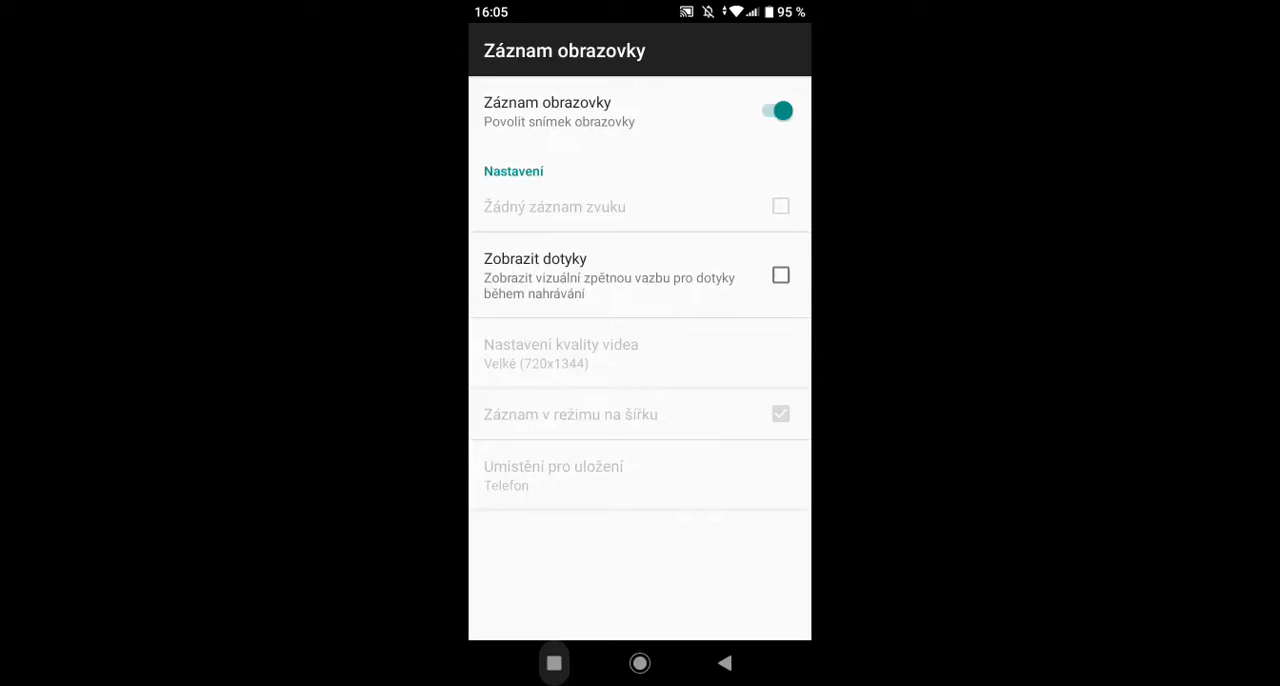 16:05
95 %
Záznam obrazovky
Záznam obrazovky
Povolit snímek obrazovky
Nastavení
Žádný záznam zvuku
Zobrazit dotyky
Zobrazit vizuální zpětnou vazbu pro dotyky
během nahrávání
Nastavení kvality videa
Velké (720x1344)
Záznam v režimu na šířku
Umístění pro uložení
Telefon